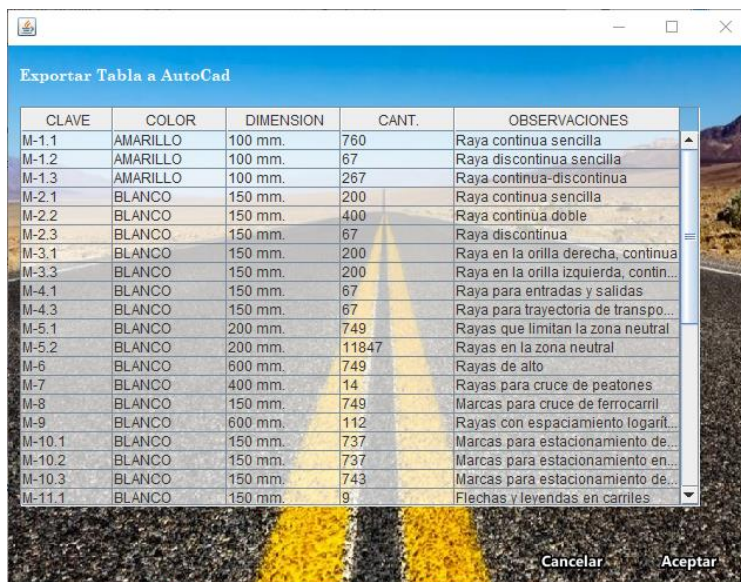 Exportar Tabla a AutoCad
CLAVE COLOR DIMENSION CANT. OBSERVACIONES
M-1.1 AMARILLO 100 mm. 760 Raya continua sencilla
M-1.2 AMARILLO 100 mm. 67 Raya discontinua sencilla
M-1.3 AMARILLO 100 mm. 267 Raya continua-discontinua
M-2.1 BLANCO 150 mm. 200 Raya continua sencilla
M-2.2 BLANCO 150 mm. 400 Raya continua doble
M-2.3 BLANCO 150 mm. 67 Raya discontinua
M-3.1 BLANCO 150 mm. 200 Raya en la orilla derecha, continua
M-3.3 BLANCO 150 mm. 200 Raya en la orilla izquierda, contin...
M-4.1 BLANCO 150 mm. 67 Raya para entradas y salidas
M-4.3 BLANCO 150 mm. 67 Raya para trayectoria de transpo...
M-5.1 BLANCO 200 mm. 749 Rayas que limitan la zona neutral
M-5.2 BLANCO 200 mm. 11847 Rayas en la zona neutral
M-6 BLANCO 600 mm. 749 Rayas de alto
M-7 BLANCO 400 mm. 14 Rayas para cruce de peatones
M-8 BLANCO 150 mm. 749 Marcas para cruce de ferrocarril
M-9 BLANCO 600 mm. 112 Rayas con espaciamiento logarít...
M-10.1 BLANCO 150 mm. 737 Marcas para estacionamiento de...
M-10.2 BLANCO 150 mm. 737 Marcas para estacionamiento en...
M-10.3 BLANCO 150 mm. 743 Marcas para estacionamiento de...
M-11.1 BLANCO 150 mm. 9 Flechas y leyendas en carriles
Cancelar Aceptar